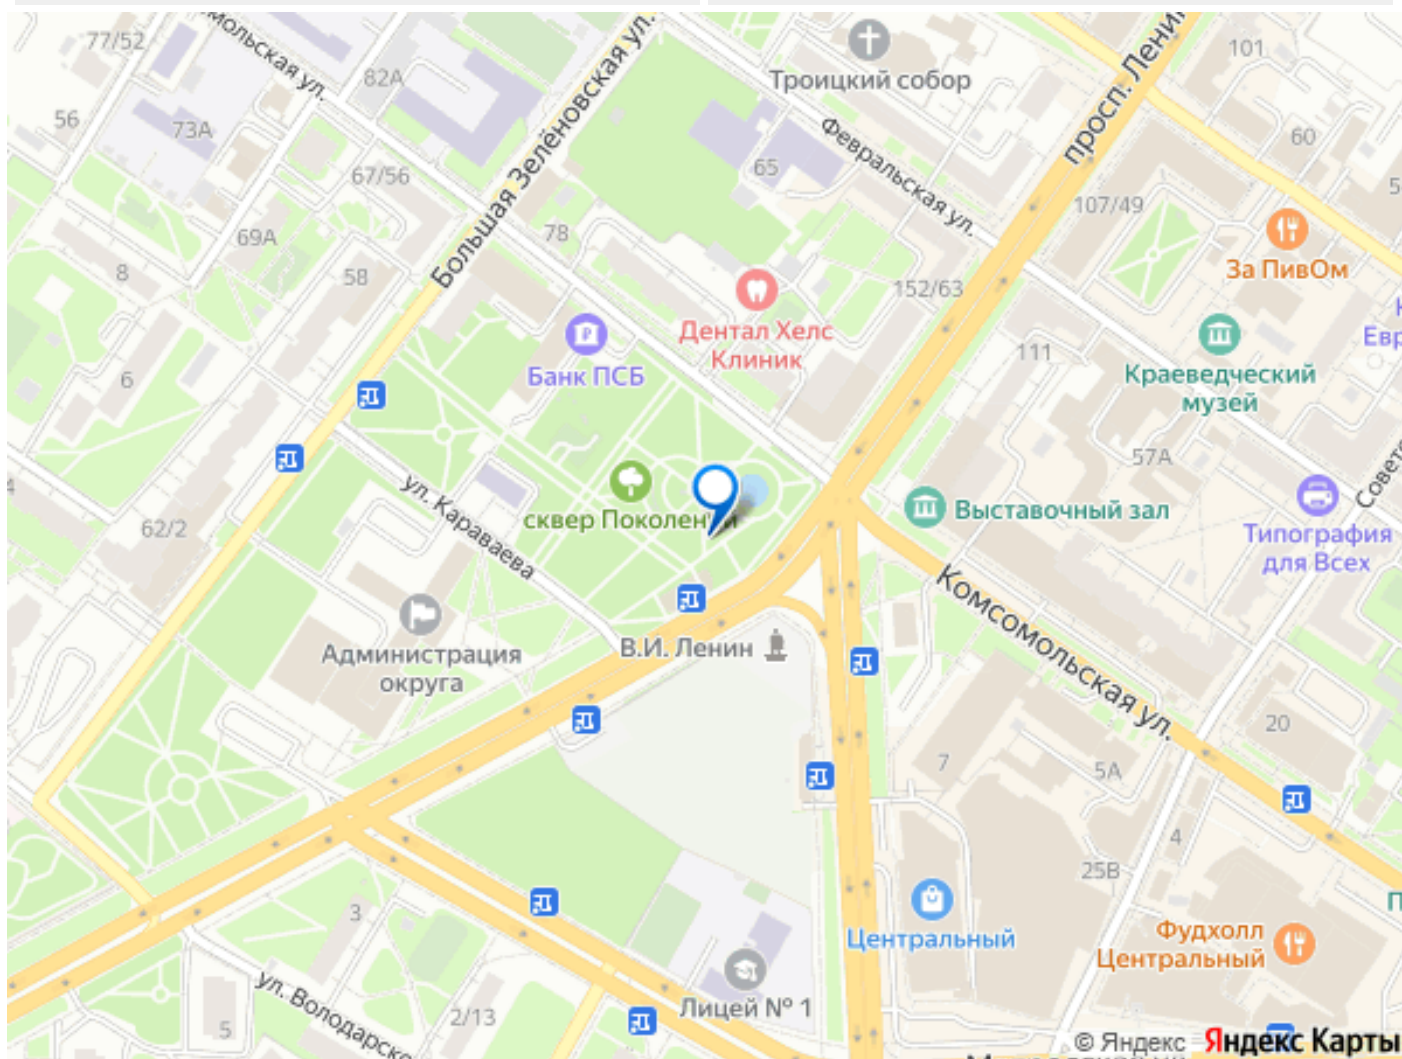 77/52
мольская ул.
82А
Большая Зелёновская ул.
Троицкий собор
просп. Ленин
101
56
73А
67/56
65
Февральская ул.
60
107/49
69А
78
8
58
152/63
За ПивОм
Дентал Хелс
Клиник
Банк ПСБ
111
Краеведческий
музей
Евр
6
57А
ул. Караваева
сквер Поколений
Выставочный зал
Типография
для Всех
62/2
Комсомольская ул.
Администрация
округа
В.И. Ленин
20
7
5А
4
25В
3
Центральный
Фудхолл
Центральный
Лицей № 1
ул. Володарско
2/13
5
© Яндекс Яндекс Карты